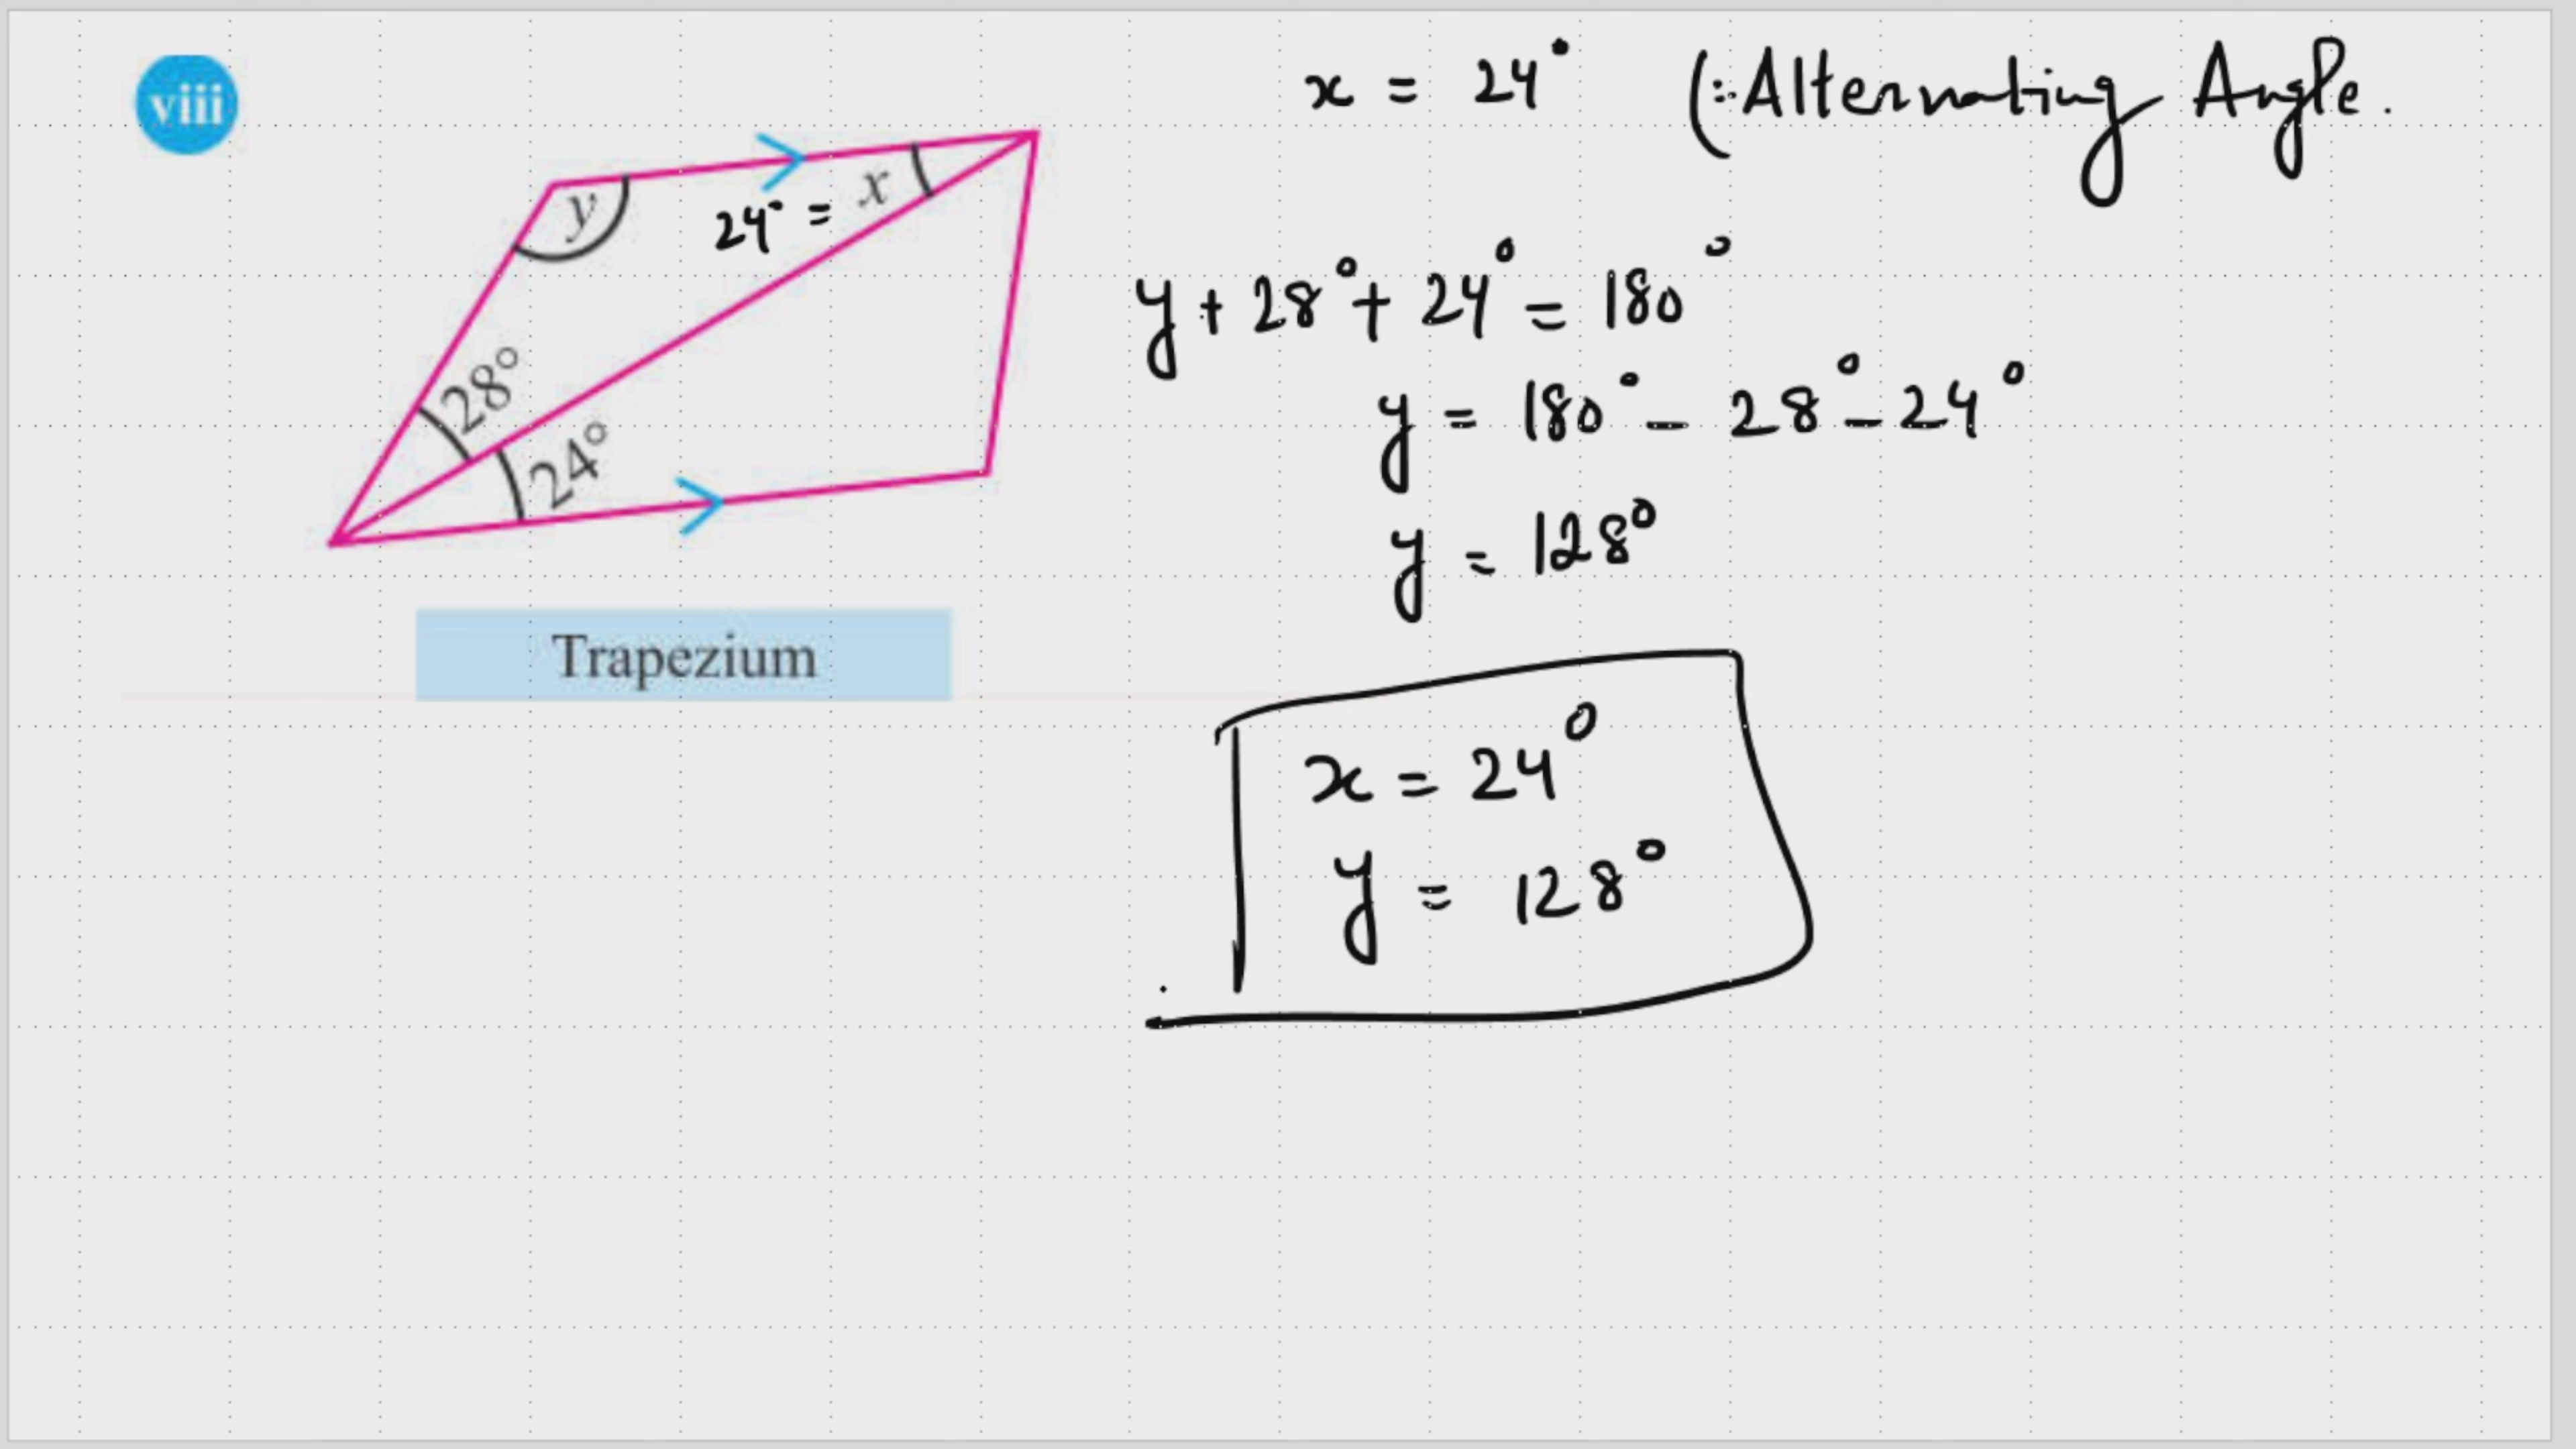 viii
x = 24° (∵ Alternating Angle.
y
24° = x
y + 28° + 24° = 180°
28°
y = 180° - 28° - 24°
24°
y = 128°
Trapezium
x = 24°
y = 128°